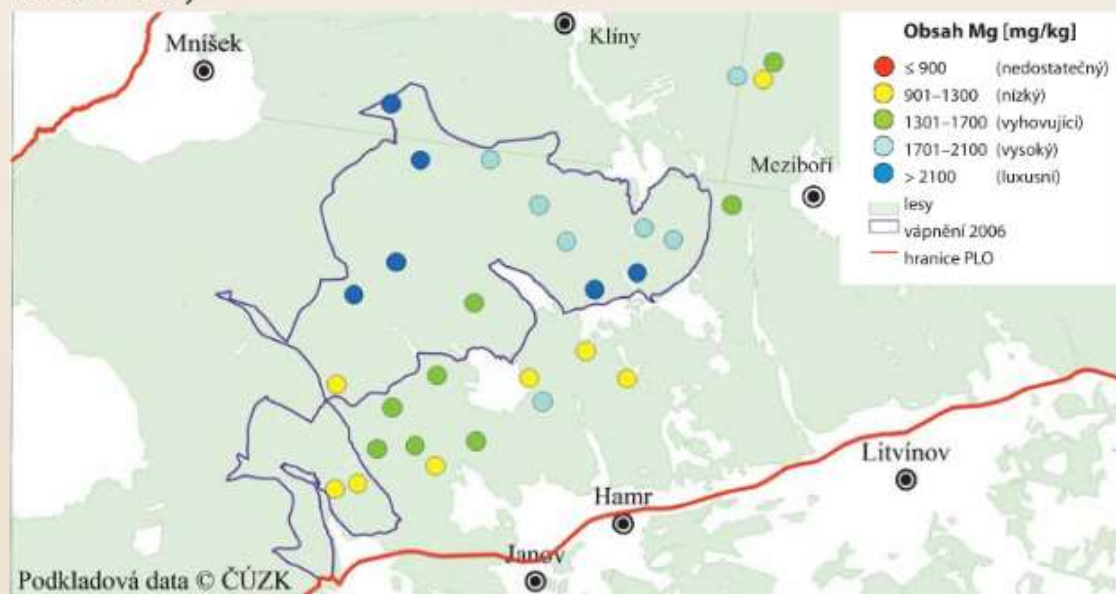 Mníšek
Klíny
Meziboří
Litvínov
Hamr
Janov
Obsah Mg [mg/kg]
≤ 900 (nedostatečný)
901–1300 (nízký)
1301–1700 (vyhovující)
1701–2100 (vysoký)
> 2100 (luxusní)
lesy
vápnění 2006
hranice PLO
Podkladová data © ČÚZK